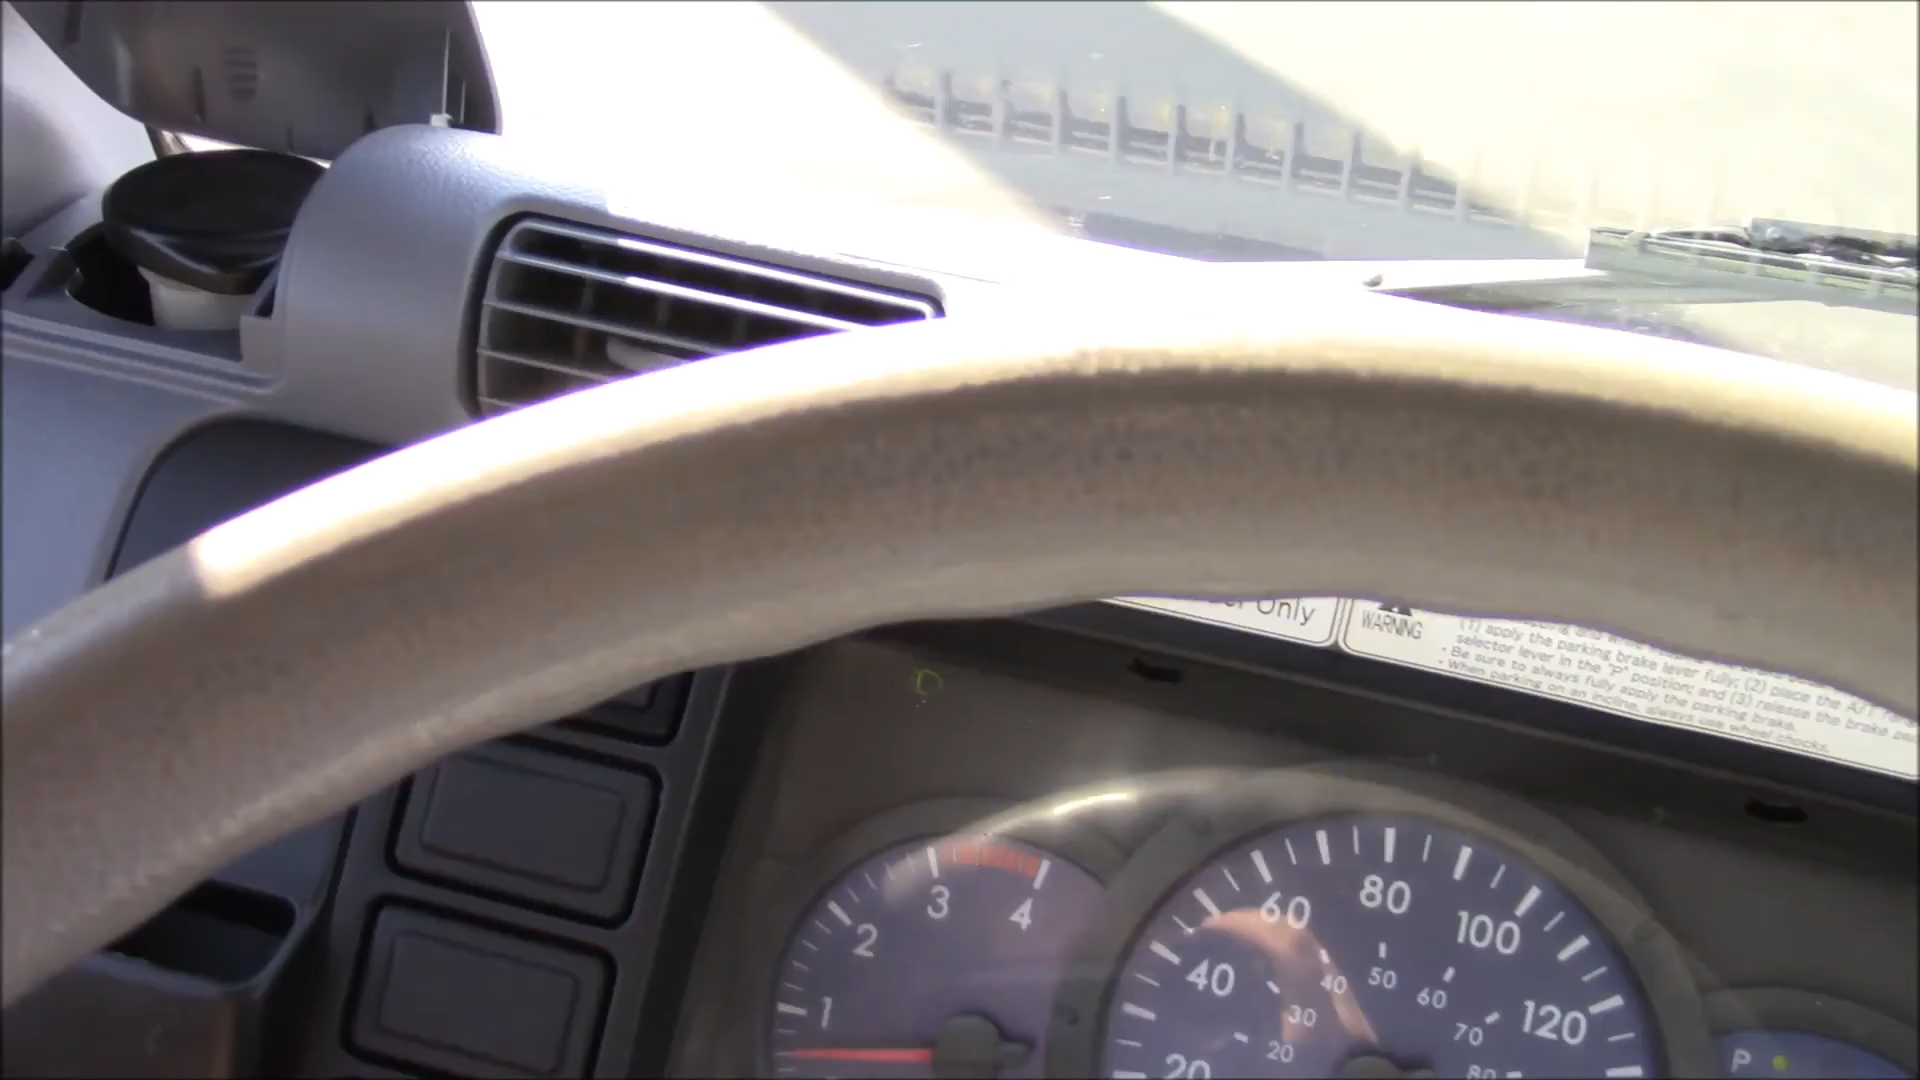 Only
WARNING
(1) apply the parking brake lever fully; (2) place the A/T
selector lever in the "P" position; and (3) release the brake
• Be sure to always fully apply the parking brake.
• When parking on an incline, always use wheel chocks.
1
2
3
4
20
40
60
80
100
120
20
30
40
50
60
70
80
P